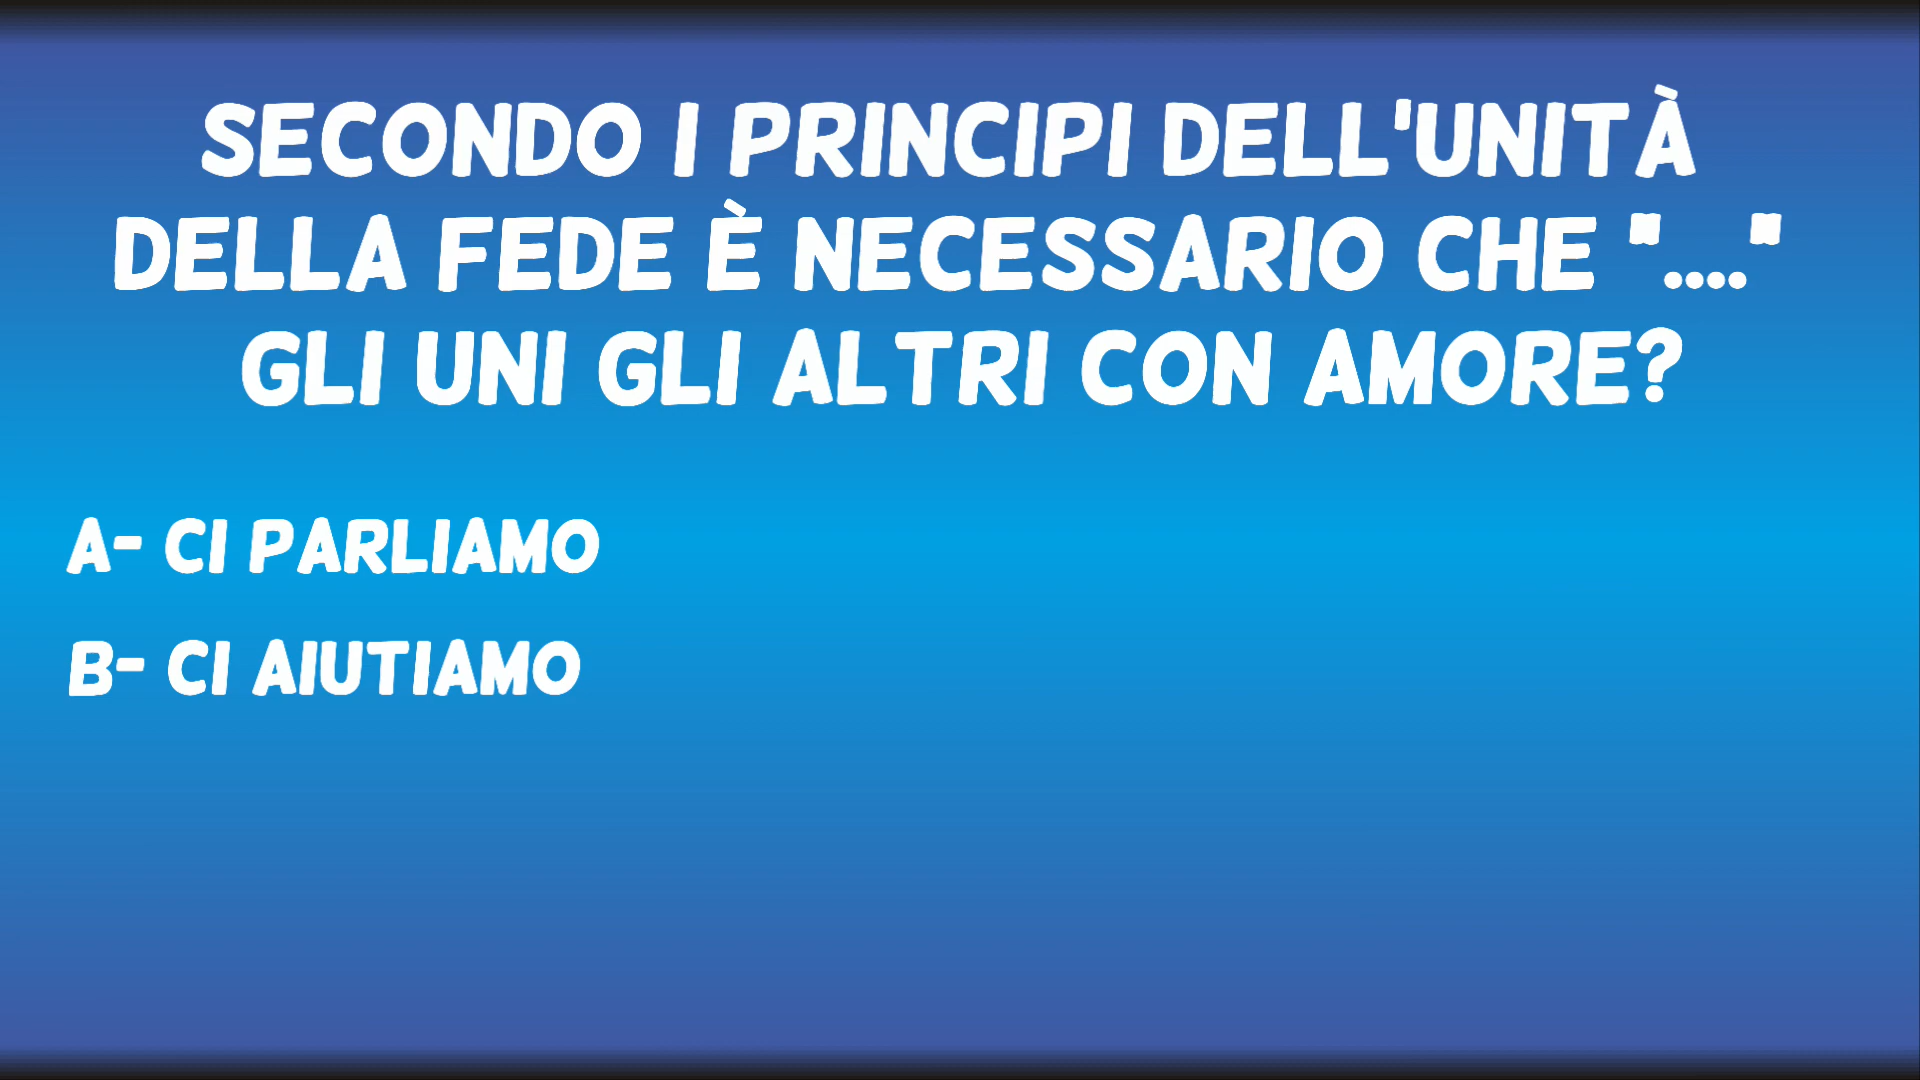 SECONDO I PRINCIPI DELL'UNITÀ
DELLA FEDE È NECESSARIO CHE "...."
GLI UNI GLI ALTRI CON AMORE?
A- CI PARLIAMO
B- CI AIUTIAMO